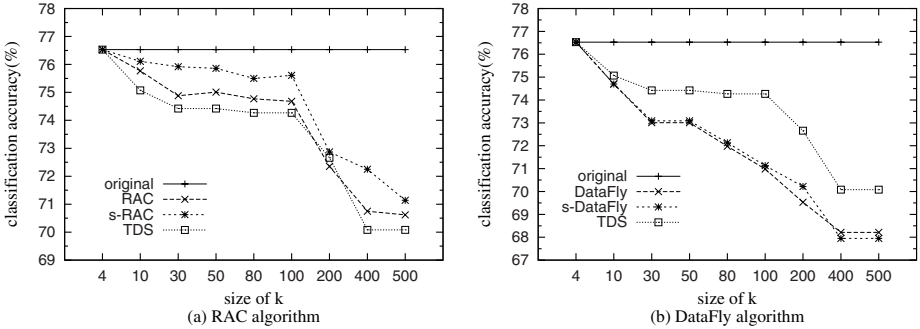 78
77
76
75
74
73
72
71
70
69
4 10 30 50 80 100 200 400 500
classification accuracy(%)
size of k
original
RAC
s-RAC
TDS
(a) RAC algorithm
78
77
76
75
74
73
72
71
70
69
68
67
4 10 30 50 80 100 200 400 500
classification accuracy(%)
size of k
original
DataFly
s-DataFly
TDS
(b) DataFly algorithm